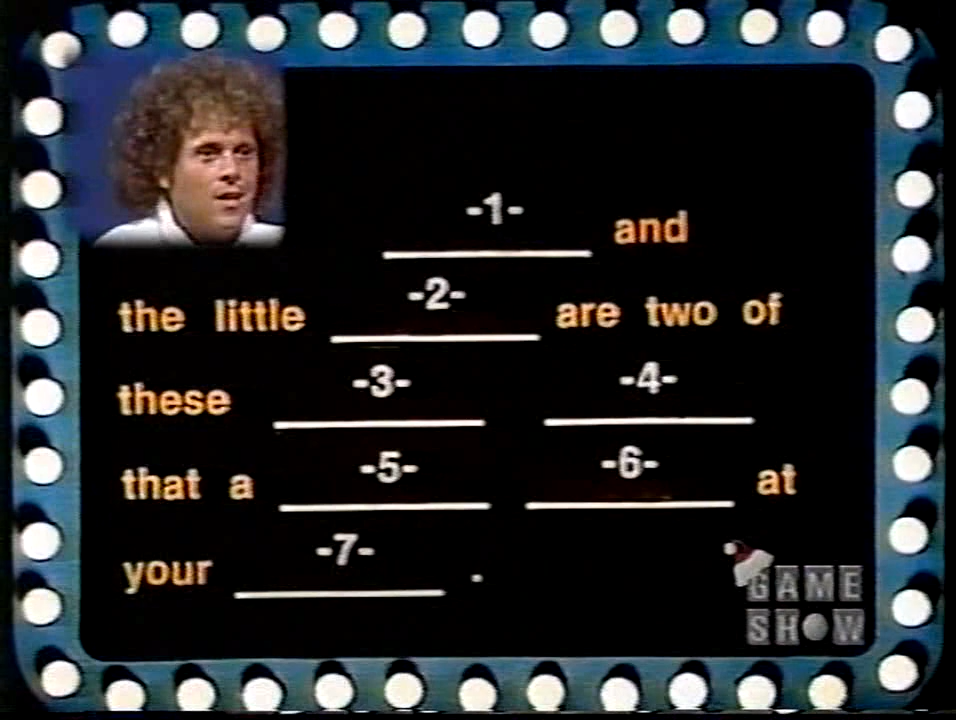 -1- and
the little -2- are two of
these -3- -4-
that a -5- -6- at
your -7- .
GAME
SHOW